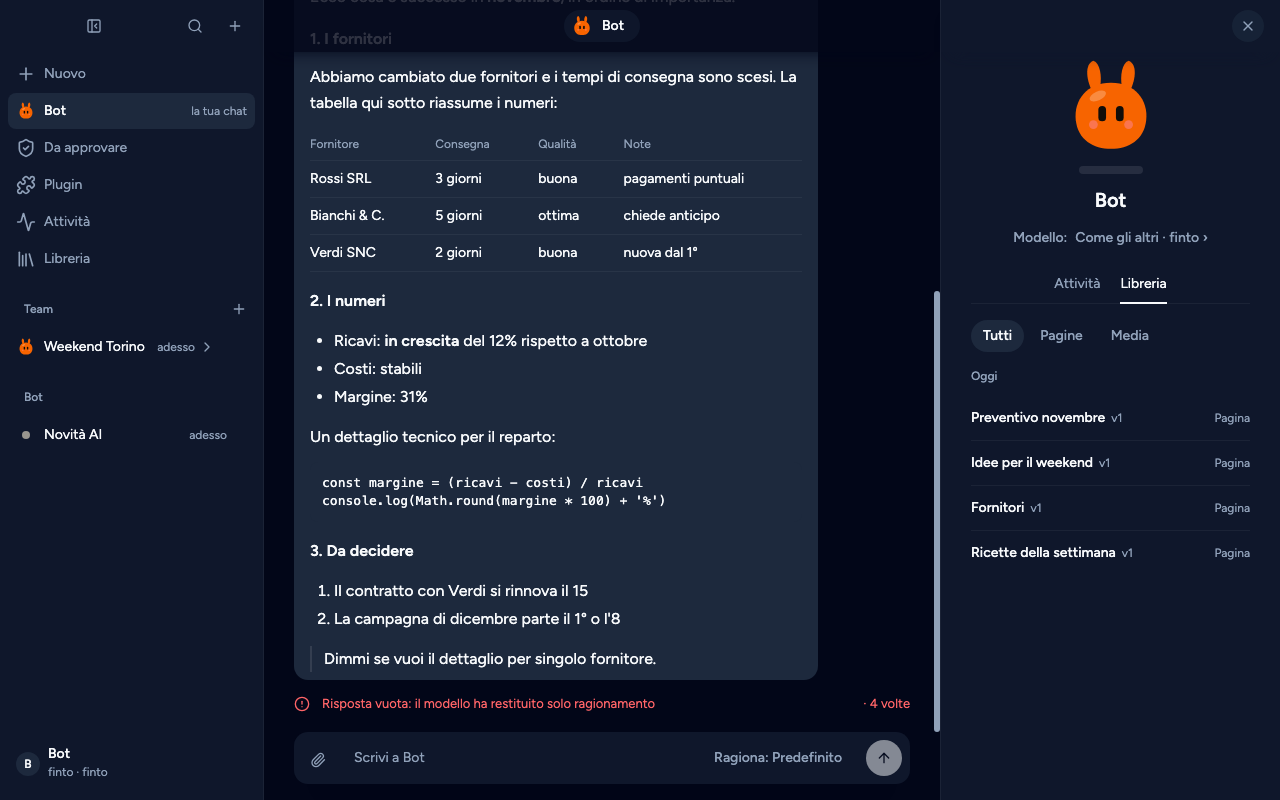 Nuovo
Bot
la tua chat
Da approvare
Plugin
Attività
Libreria
Team
Weekend Torino adesso
Bot
Novità AI adesso
B
Bot
finto · finto
Bot
1. I fornitori
Abbiamo cambiato due fornitori e i tempi di consegna sono scesi. La
tabella qui sotto riassume i numeri:
Fornitore Consegna Qualità Note
Rossi SRL 3 giorni buona pagamenti puntuali
Bianchi & C. 5 giorni ottima chiede anticipo
Verdi SNC 2 giorni buona nuova dal 1°
2. I numeri
• Ricavi: in crescita del 12% rispetto a ottobre
• Costi: stabili
• Margine: 31%
Un dettaglio tecnico per il reparto:
const margine = (ricavi − costi) / ricavi
console.log(Math.round(margine * 100) + '%')
3. Da decidere
1. Il contratto con Verdi si rinnova il 15
2. La campagna di dicembre parte il 1° o l'8
Dimmi se vuoi il dettaglio per singolo fornitore.
Risposta vuota: il modello ha restituito solo ragionamento · 4 volte
Scrivi a Bot
Ragiona: Predefinito
Bot
Modello: Come gli altri · finto ›
Attività Libreria
Tutti Pagine Media
Oggi
Preventivo novembre v1 Pagina
Idee per il weekend v1 Pagina
Fornitori v1 Pagina
Ricette della settimana v1 Pagina